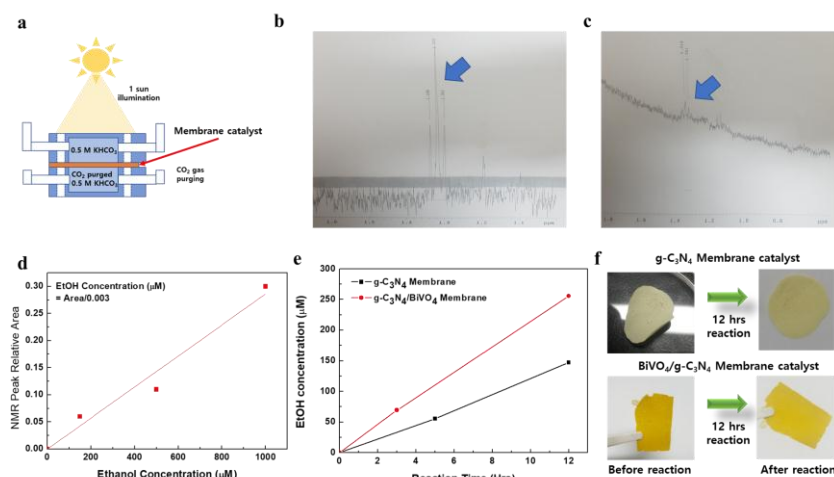 a
1 sun
illumination
Membrane catalyst
0.5 M KHCO₃
CO₂ purged
0.5 M KHCO₃
CO₂ gas
purging
b
c
d
EtOH Concentration (μM)
= Area/0.003
NMR Peak Relative Area
0.30
0.25
0.20
0.15
0.10
0.05
0.00
0 200 400 600 800 1000
Ethanol Concentration (μM)
e
g-C₃N₄ Membrane
g-C₃N₄/BiVO₄ Membrane
EtOH concentration (μM)
300
250
200
150
100
50
0
0 2 4 6 8 10 12
Reaction Time (Hrs)
f
g-C₃N₄ Membrane catalyst
12 hrs
reaction
BiVO₄/g-C₃N₄ Membrane catalyst
12 hrs
reaction
Before reaction
After reaction